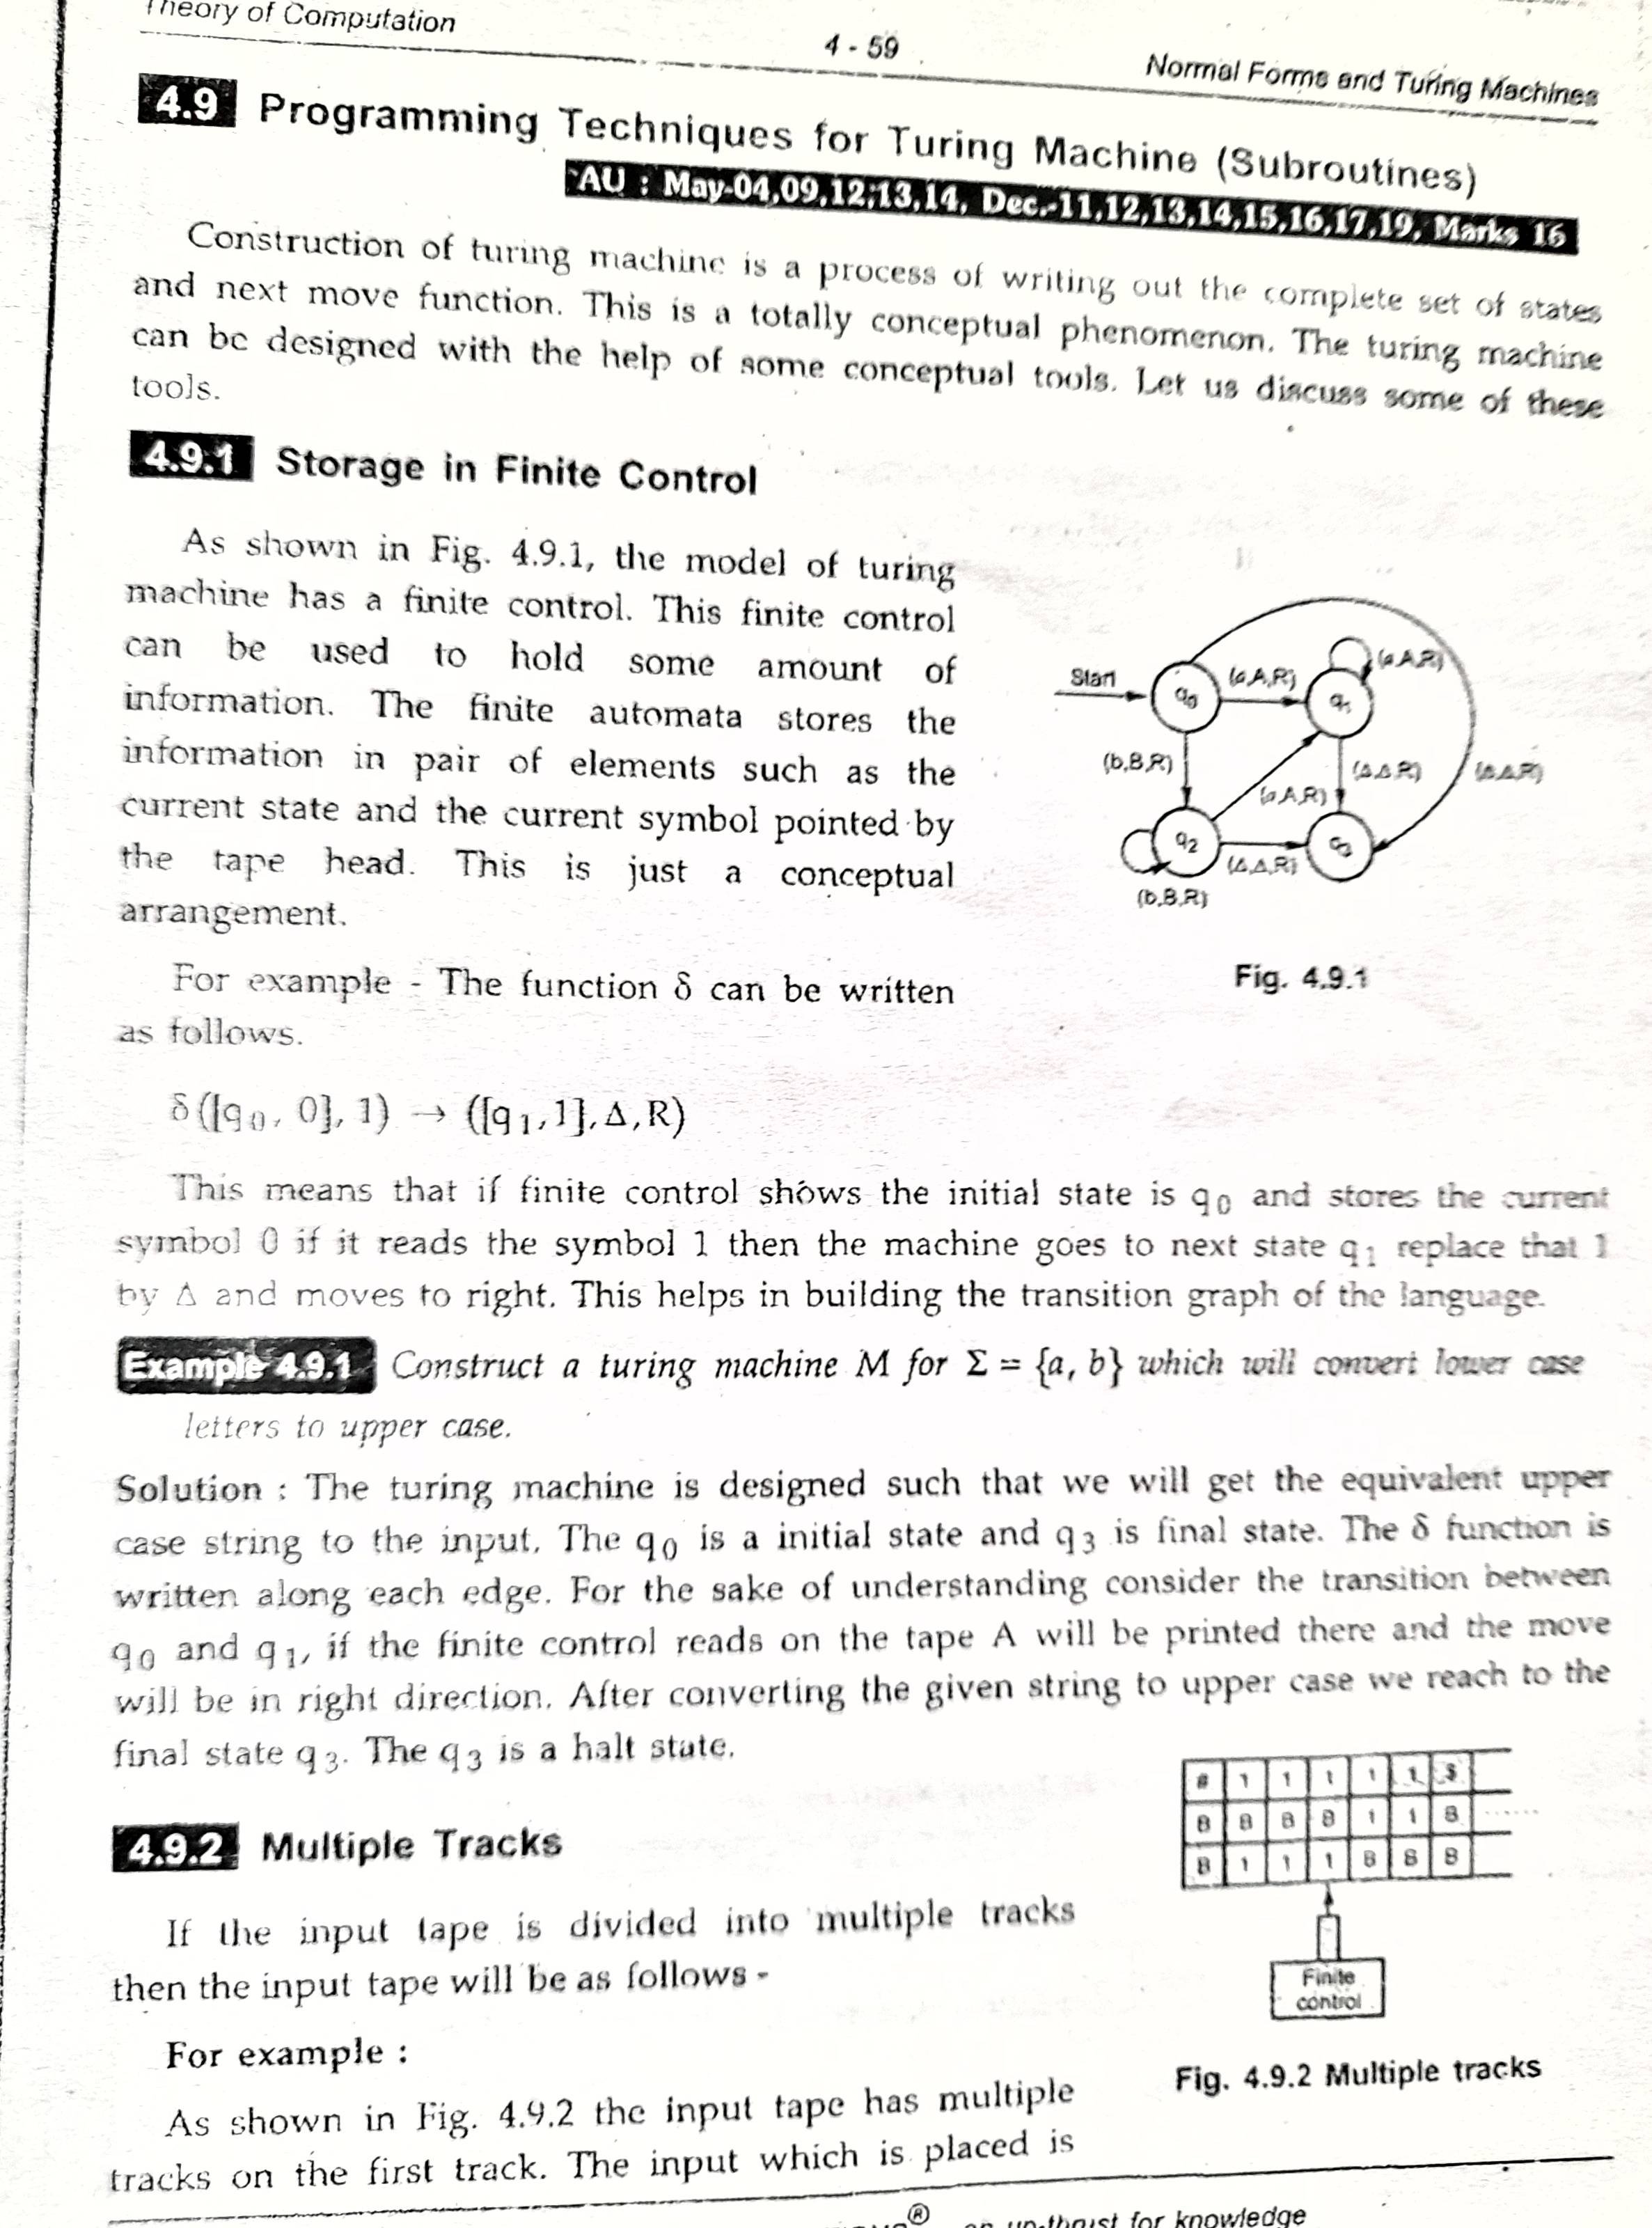 Theory of Computation
4 - 59
Normal Forms and Turing Machines
4.9 Programming Techniques for Turing Machine (Subroutines)
AU : May-04,09,12,13,14, Dec.-11,12,13,14,15,16,17,19, Marks 16
Construction of turing machine is a process of writing out the complete set of states
and next move function. This is a totally conceptual phenomenon. The turing machine
can be designed with the help of some conceptual tools. Let us discuss some of these
tools.
4.9.1 Storage in Finite Control
As shown in Fig. 4.9.1, the model of turing
machine has a finite control. This finite control
can be used to hold some amount of
information. The finite automata stores the
information in pair of elements such as the
current state and the current symbol pointed by
the tape head. This is just a conceptual
arrangement.
For example - The function δ can be written
as follows.
Start
q0
(a,A,R)
q1
(a,A,R)
(b,B,R)
(a,A,R)
(Δ,Δ,R)
(Δ,Δ,R)
q2
(Δ,Δ,R)
q3
(b,B,R)
Fig. 4.9.1
δ([q0, 0], 1) → ([q1,1],Δ,R)
This means that if finite control shows the initial state is q0 and stores the current
symbol 0 if it reads the symbol 1 then the machine goes to next state q1 replace that 1
by Δ and moves to right. This helps in building the transition graph of the language.
Example 4.9.1 Construct a turing machine M for Σ = {a, b} which will convert lower case
letters to upper case.
Solution : The turing machine is designed such that we will get the equivalent upper
case string to the input. The q0 is a initial state and q3 is final state. The δ function is
written along each edge. For the sake of understanding consider the transition between
q0 and q1, if the finite control reads on the tape A will be printed there and the move
will be in right direction. After converting the given string to upper case we reach to the
final state q3. The q3 is a halt state.
4.9.2 Multiple Tracks
If the input tape is divided into multiple tracks
then the input tape will be as follows -
For example :
As shown in Fig. 4.9.2 the input tape has multiple
tracks on the first track. The input which is placed is
# 1 1 1 1 1 $
B B B B 1 1 B
B 1 1 1 B B B
Finite
control
Fig. 4.9.2 Multiple tracks
an up-thrust for knowledge